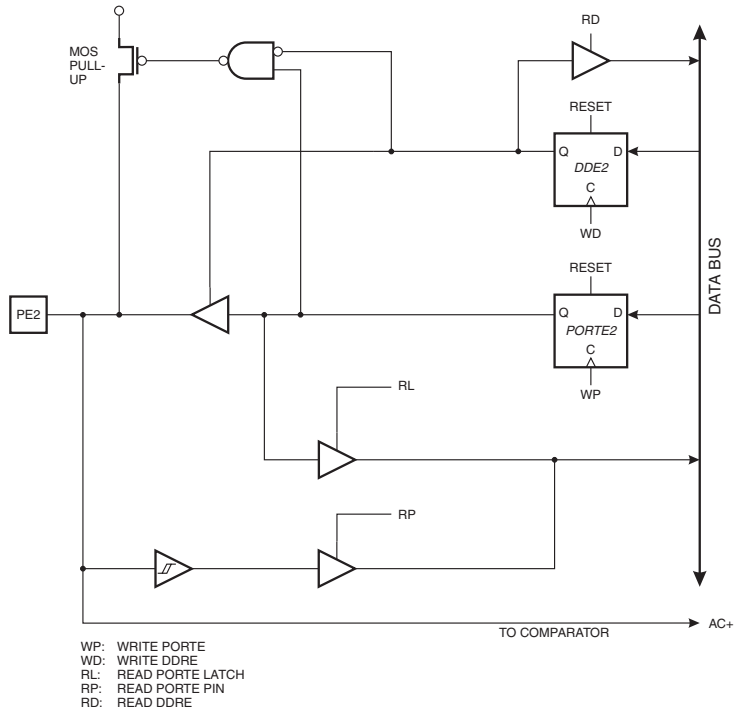 RD
MOS
PULL-
UP
RESET
Q D
DDE2
C
WD
RESET
PE2
Q D
PORTE2
C
WP
DATA BUS
RL
RP
TO COMPARATOR
AC+
WP: WRITE PORTE
WD: WRITE DDRE
RL: READ PORTE LATCH
RP: READ PORTE PIN
RD: READ DDRE